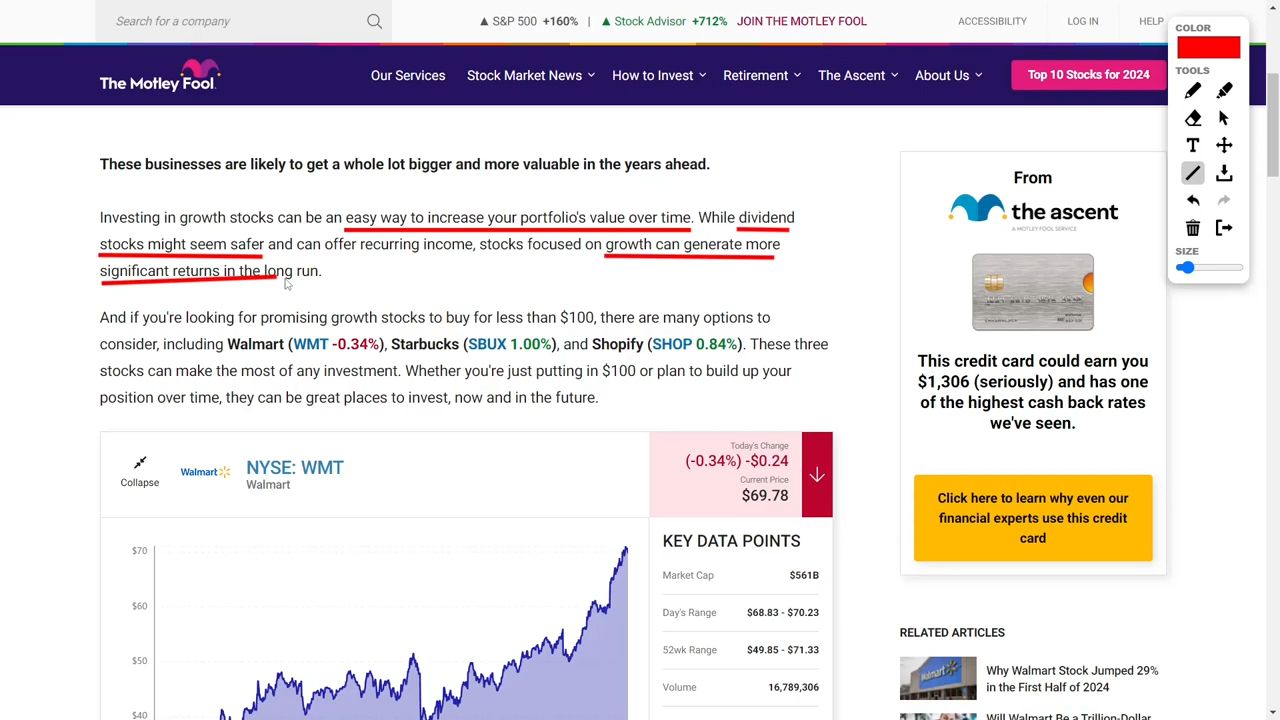 Search for a company
▲ S&P 500 +160% | ▲ Stock Advisor +712% JOIN THE MOTLEY FOOL
ACCESSIBILITY LOG IN HELP
The Motley Fool
Our Services Stock Market News How to Invest Retirement The Ascent About Us
Top 10 Stocks for 2024
COLOR
TOOLS
T
SIZE
These businesses are likely to get a whole lot bigger and more valuable in the years ahead.
Investing in growth stocks can be an easy way to increase your portfolio's value over time. While dividend
stocks might seem safer and can offer recurring income, stocks focused on growth can generate more
significant returns in the long run.
And if you're looking for promising growth stocks to buy for less than $100, there are many options to
consider, including Walmart (WMT -0.34%), Starbucks (SBUX 1.00%), and Shopify (SHOP 0.84%). These three
stocks can make the most of any investment. Whether you're just putting in $100 or plan to build up your
position over time, they can be great places to invest, now and in the future.
Collapse
Walmart
NYSE: WMT
Walmart
Today's Change
(-0.34%) -$0.24
Current Price
$69.78
$70
$60
$50
$40
KEY DATA POINTS
Market Cap $561B
Day's Range $68.83 - $70.23
52wk Range $49.85 - $71.33
Volume 16,789,306
From
the ascent
A MOTLEY FOOL SERVICE
This credit card could earn you
$1,306 (seriously) and has one
of the highest cash back rates
we've seen.
Click here to learn why even our
financial experts use this credit
card
RELATED ARTICLES
Why Walmart Stock Jumped 29%
in the First Half of 2024
Will Walmart Be a Trillion-Dollar